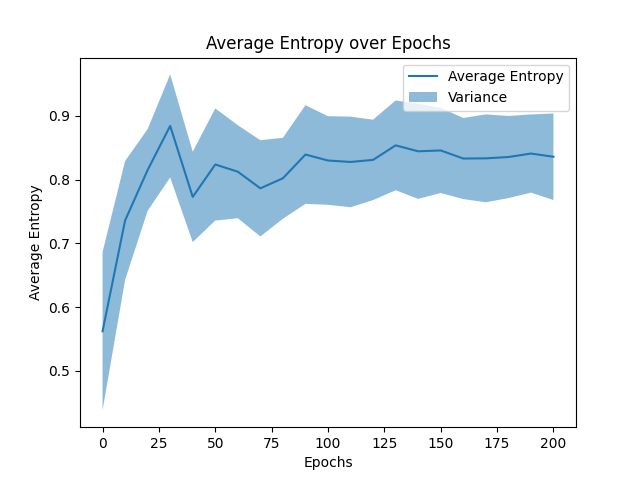 Average Entropy over Epochs
Average Entropy
Variance
Average Entropy
0.9
0.8
0.7
0.6
0.5
0 25 50 75 100 125 150 175 200
Epochs